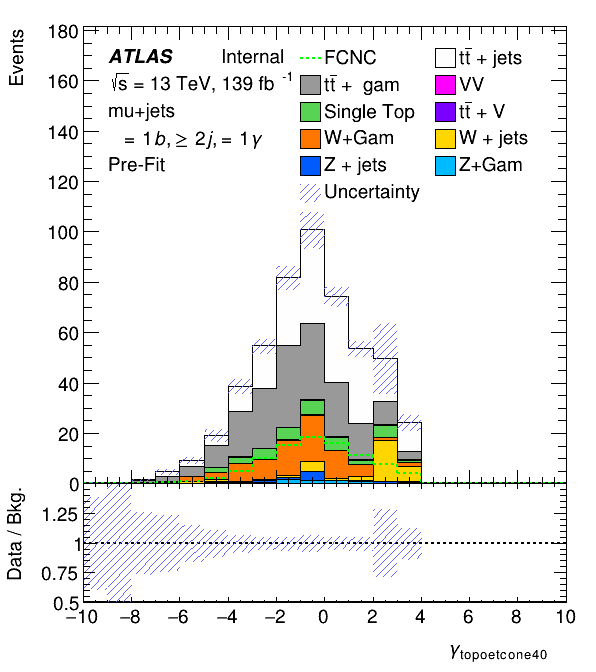 Events
180
160
140
120
100
80
60
40
20
0
ATLAS Internal
√s = 13 TeV, 139 fb⁻¹
mu+jets
= 1b, ≥ 2j, = 1γ
Pre-Fit
FCNC
tt̄ + gam
Single Top
W+Gam
Z + jets
Uncertainty
tt̄ + jets
VV
tt̄ + V
W + jets
Z+Gam
Data / Bkg.
1.25
1
0.75
0.5
−10 −8 −6 −4 −2 0 2 4 6 8 10
γtopoetcone40